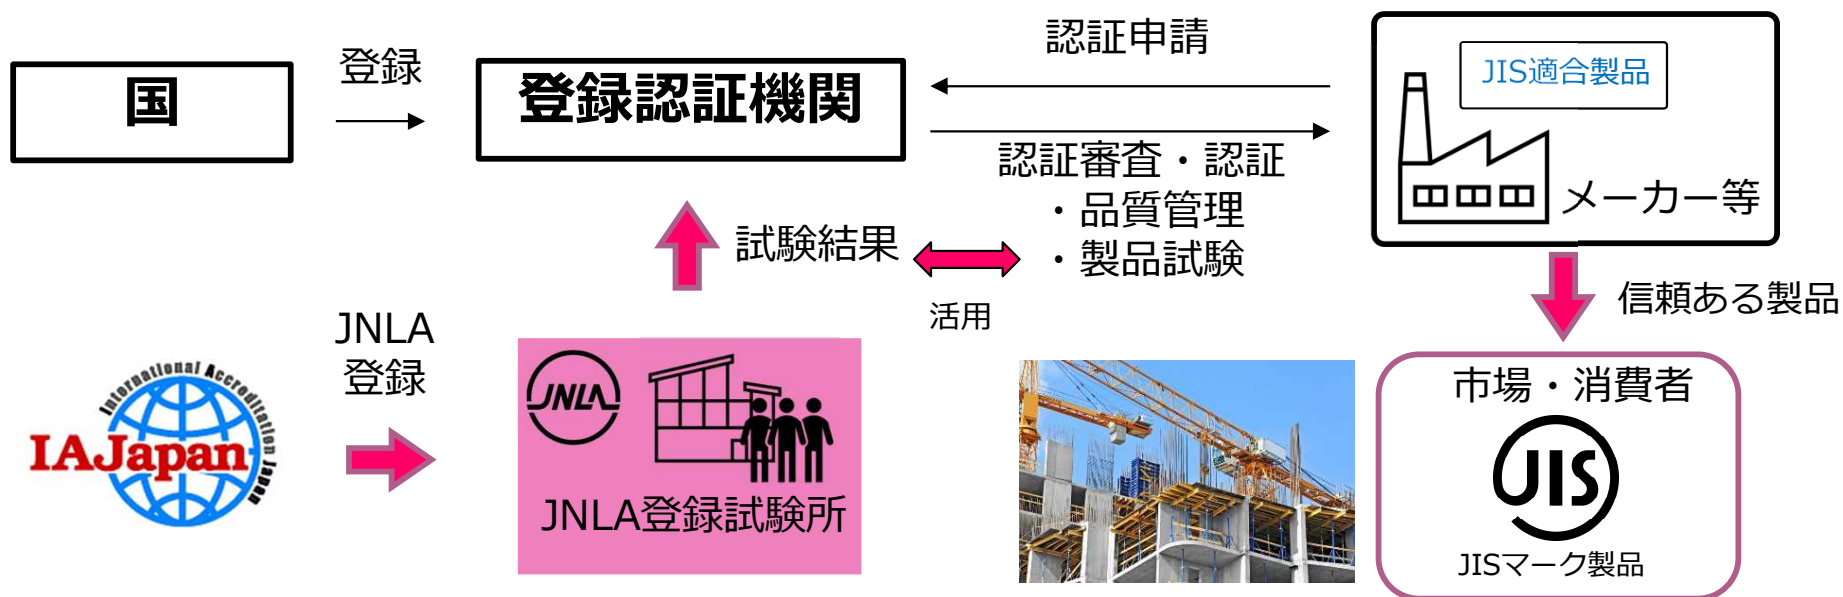 国
登録
登録認証機関
認証申請
JIS適合製品
メーカー等
認証審査・認証
・品質管理
・製品試験
試験結果
活用
信頼ある製品
JNLA
登録
International Accreditation Japan
IAJapan
JNLA
JNLA登録試験所
市場・消費者
JIS
JISマーク製品